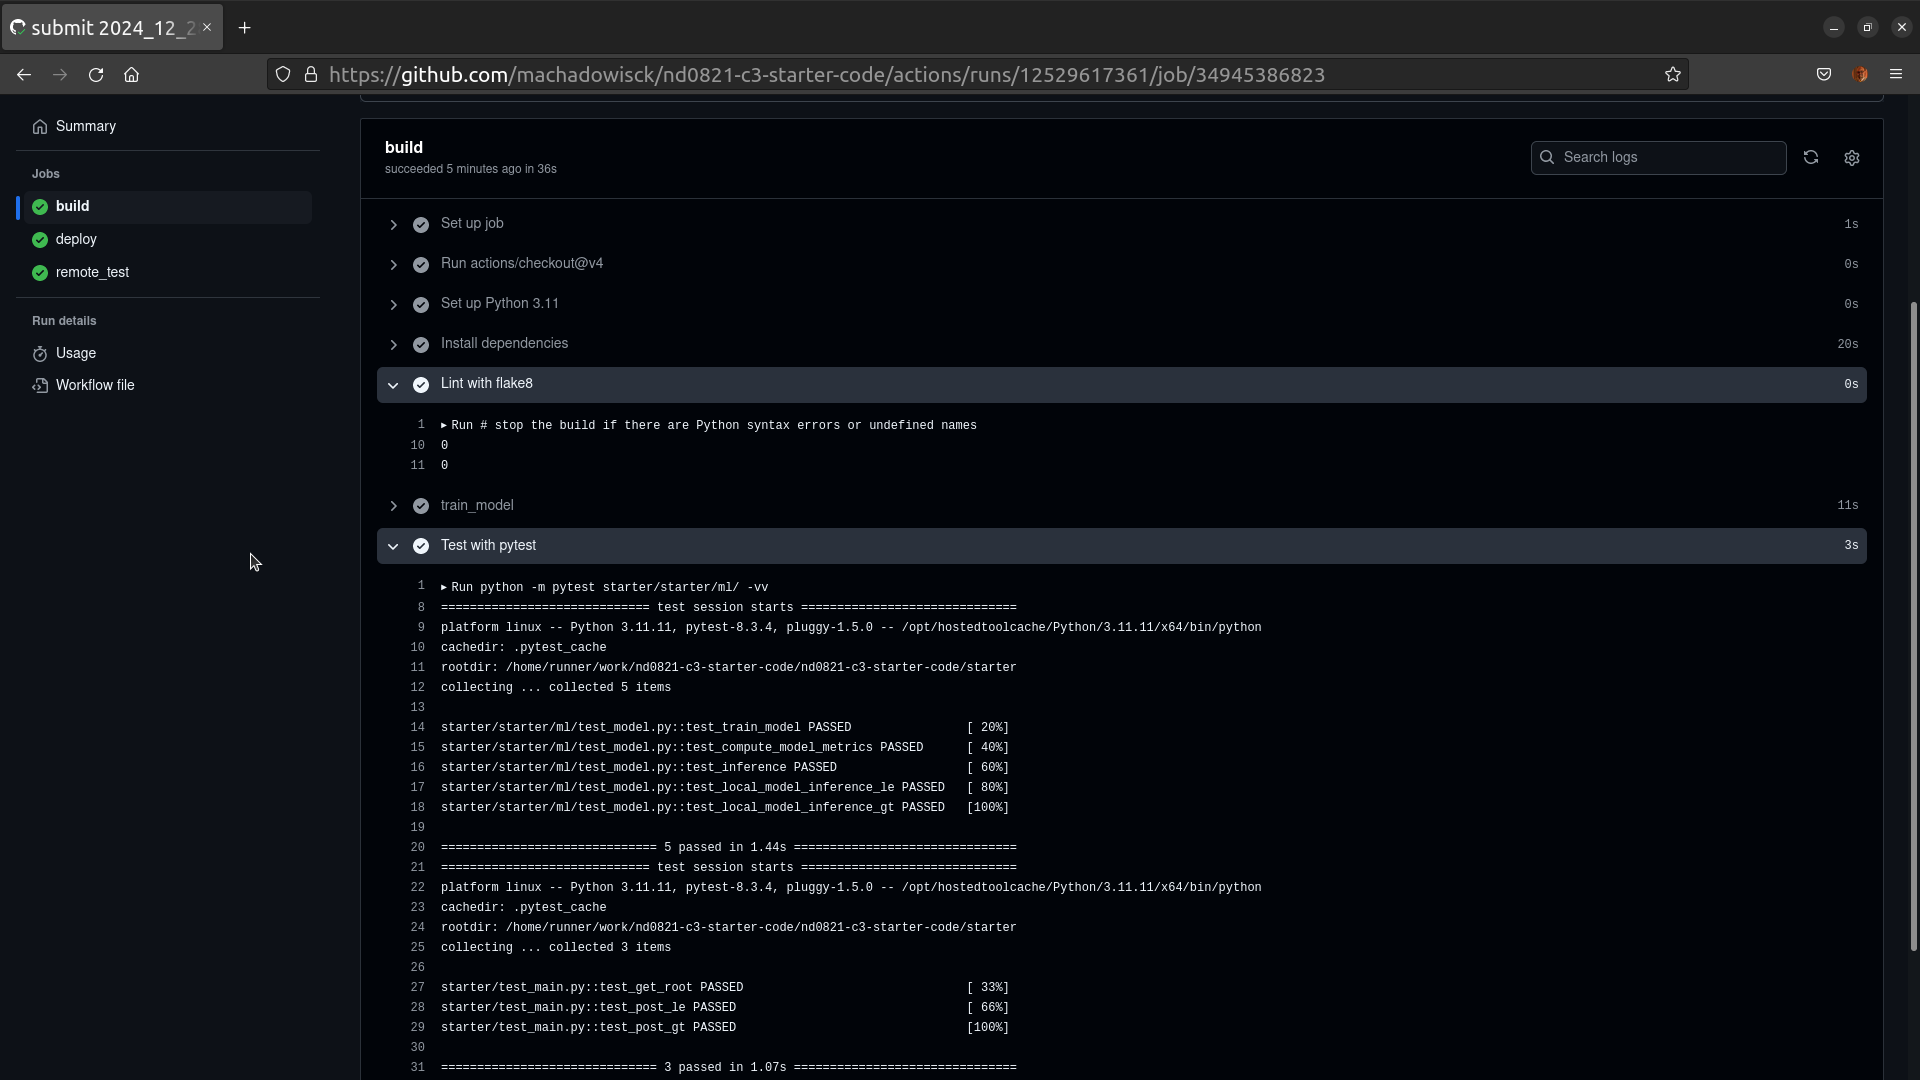 submit 2024_12_2
https://github.com/machadowisck/nd0821-c3-starter-code/actions/runs/12529617361/job/34945386823
Summary
Jobs
build
deploy
remote_test
Run details
Usage
Workflow file
build
succeeded 5 minutes ago in 36s
Search logs
Set up job 1s
Run actions/checkout@v4 0s
Set up Python 3.11 0s
Install dependencies 20s
Lint with flake8 0s
1 ▸ Run # stop the build if there are Python syntax errors or undefined names
10 0
11 0
train_model 11s
Test with pytest 3s
1 ▸ Run python -m pytest starter/starter/ml/ -vv
8 ============================= test session starts ==============================
9 platform linux -- Python 3.11.11, pytest-8.3.4, pluggy-1.5.0 -- /opt/hostedtoolcache/Python/3.11.11/x64/bin/python
10 cachedir: .pytest_cache
11 rootdir: /home/runner/work/nd0821-c3-starter-code/nd0821-c3-starter-code/starter
12 collecting ... collected 5 items
13
14 starter/starter/ml/test_model.py::test_train_model PASSED [ 20%]
15 starter/starter/ml/test_model.py::test_compute_model_metrics PASSED [ 40%]
16 starter/starter/ml/test_model.py::test_inference PASSED [ 60%]
17 starter/starter/ml/test_model.py::test_local_model_inference_le PASSED [ 80%]
18 starter/starter/ml/test_model.py::test_local_model_inference_gt PASSED [100%]
19
20 ============================== 5 passed in 1.44s ===============================
21 ============================= test session starts ==============================
22 platform linux -- Python 3.11.11, pytest-8.3.4, pluggy-1.5.0 -- /opt/hostedtoolcache/Python/3.11.11/x64/bin/python
23 cachedir: .pytest_cache
24 rootdir: /home/runner/work/nd0821-c3-starter-code/nd0821-c3-starter-code/starter
25 collecting ... collected 3 items
26
27 starter/test_main.py::test_get_root PASSED [ 33%]
28 starter/test_main.py::test_post_le PASSED [ 66%]
29 starter/test_main.py::test_post_gt PASSED [100%]
30
31 ============================== 3 passed in 1.07s ===============================